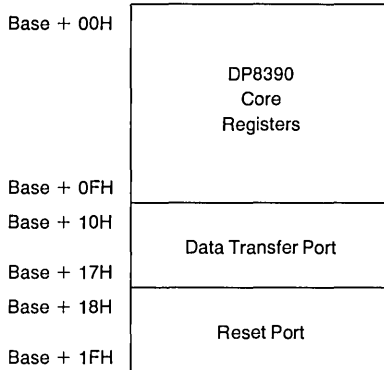 Base + 00H
DP8390
Core
Registers
Base + 0FH
Base + 10H
Data Transfer Port
Base + 17H
Base + 18H
Reset Port
Base + 1FH